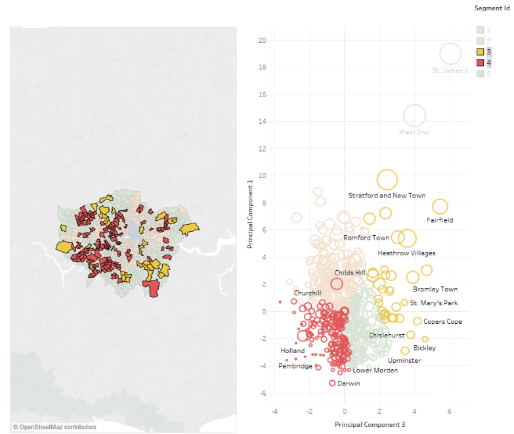 Segment Id
20
18
16
14
12
10
8
6
4
2
0
-2
-4
-6
Principal Component 1
St. James's
West End
Stratford and New Town
Fairfield
Romford Town
Heathrow Villages
Childs Hill
Bromley Town
Churchill
St. Mary's Park
Copers Cope
Chislehurst
Holland
Bickley
Upminster
Pembridge
Lower Morden
Darwin
-4
-2
0
2
4
6
Principal Component 3
© OpenStreetMap contributors